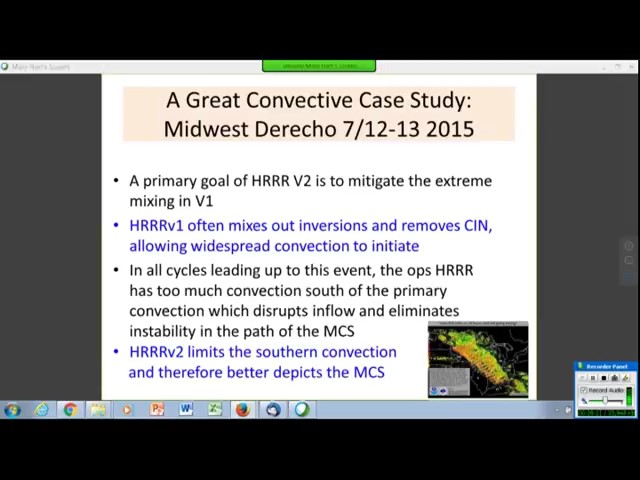 A Great Convective Case Study:
Midwest Derecho 7/12-13 2015
• A primary goal of HRRR V2 is to mitigate the extreme
mixing in V1
• HRRRv1 often mixes out inversions and removes CIN,
allowing widespread convection to initiate
• In all cycles leading up to this event, the ops HRRR
has too much convection south of the primary
convection which disrupts inflow and eliminates
instability in the path of the MCS
• HRRRv2 limits the southern convection
and therefore better depicts the MCS
Recorder Panel
Record Audio